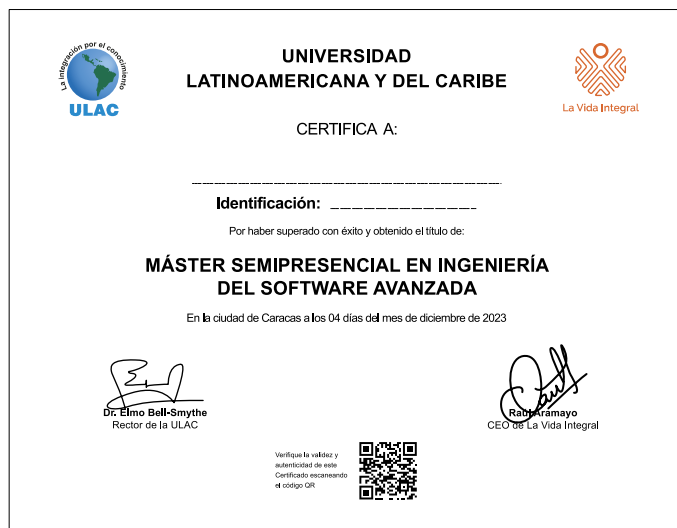 La integración por el conocimiento
ULAC
UNIVERSIDAD
LATINOAMERICANA Y DEL CARIBE
La Vida Integral
CERTIFICA A:
Identificación:
Por haber superado con éxito y obtenido el título de:
MÁSTER SEMIPRESENCIAL EN INGENIERÍA
DEL SOFTWARE AVANZADA
En la ciudad de Caracas a los 04 días del mes de diciembre de 2023
Dr. Elmo Bell-Smythe
Rector de la ULAC
Raúl Aramayo
CEO de La Vida Integral
Verifique la validez y
autenticidad de este
Certificado escaneando
el código QR